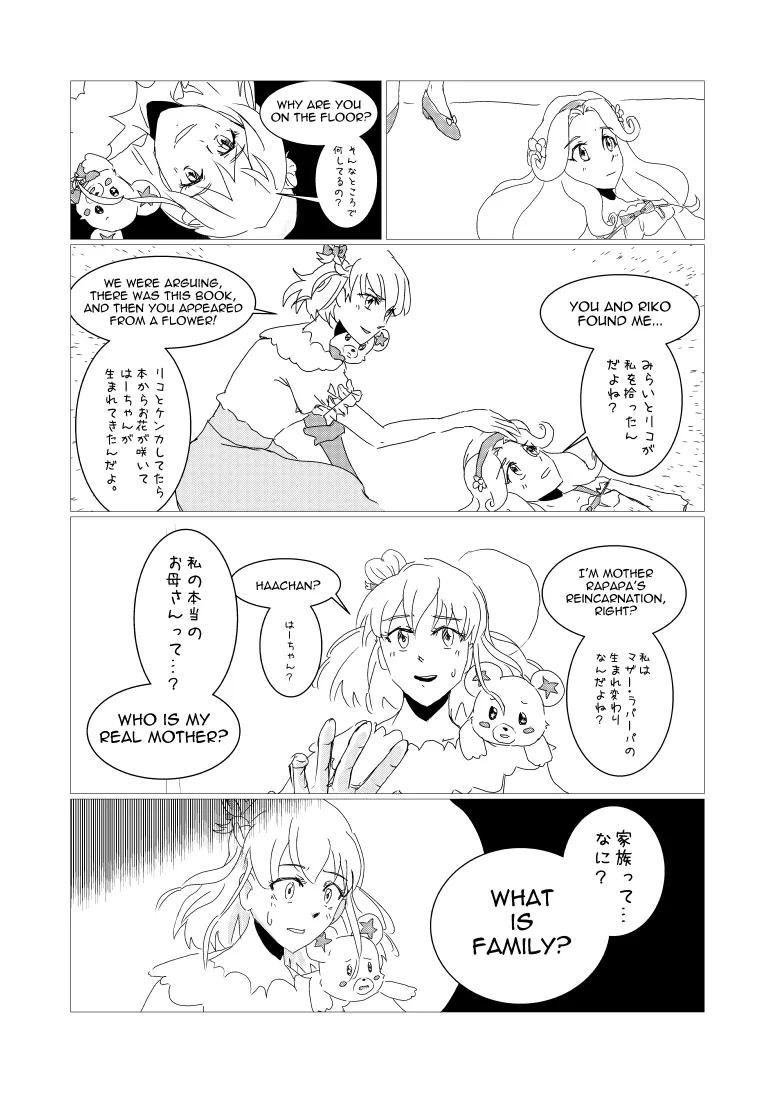 WHY ARE YOU
ON THE FLOOR?
そんなところで
何してるの？
YOU AND RIKO
FOUND ME...
みらいとリコが
私を拾ったん
だよね？
WE WERE ARGUING,
THERE WAS THIS BOOK,
AND THEN YOU APPEARED
FROM A FLOWER!
リコとケンカしてたら
本からお花が咲いて
はーちゃんが
生まれてきたんだよ。
I'M MOTHER
RAPAPA'S
REINCARNATION,
RIGHT?
私は
マザー・ラパーパの
生まれ変わり
なんだよね？
HAACHAN?
はーちゃん？
私の本当の
お母さんって…？
WHO IS MY
REAL MOTHER?
家族って…
なに？
WHAT
IS
FAMILY?